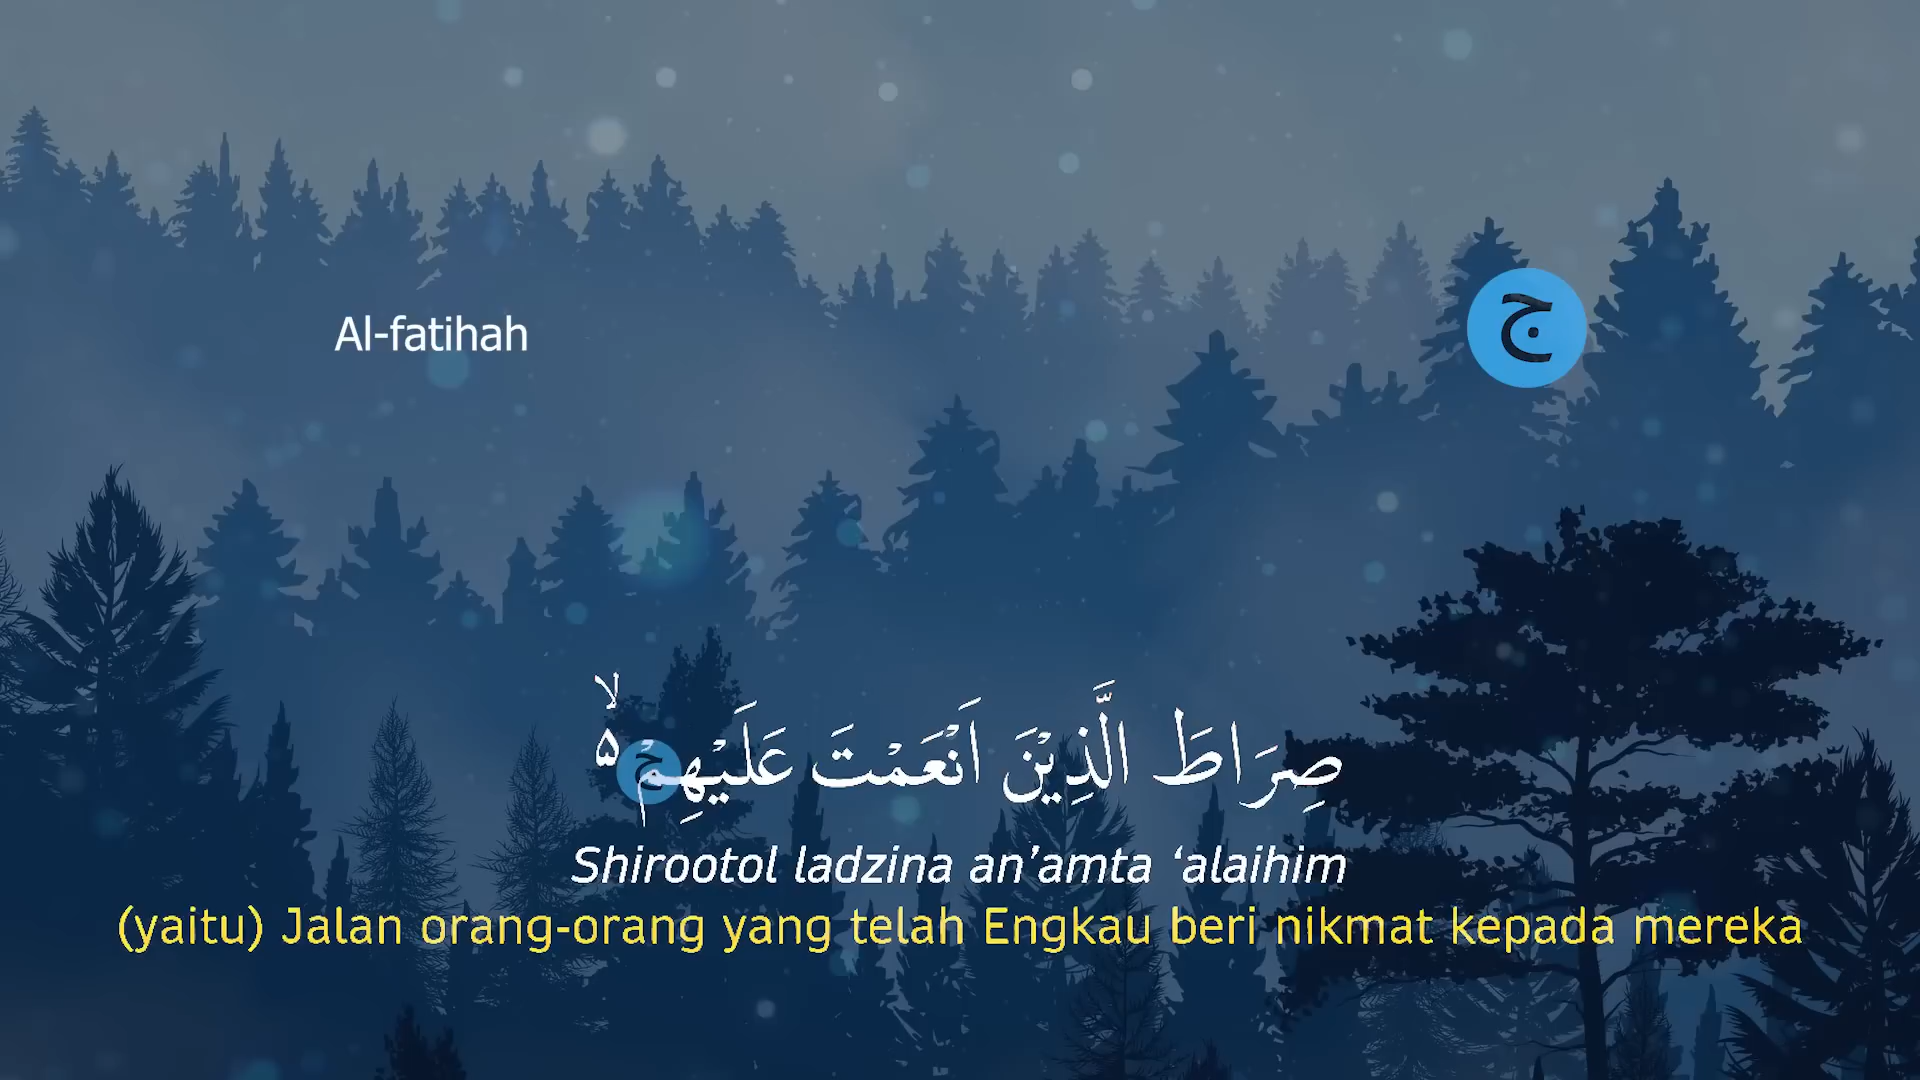 Al-fatihah
ج
صِرَاطَ الَّذِيْنَ اَنْعَمْتَ عَلَيْهِمْ ۙ۵
ج
Shirootol ladzina an’amta ‘alaihim
(yaitu) Jalan orang-orang yang telah Engkau beri nikmat kepada mereka